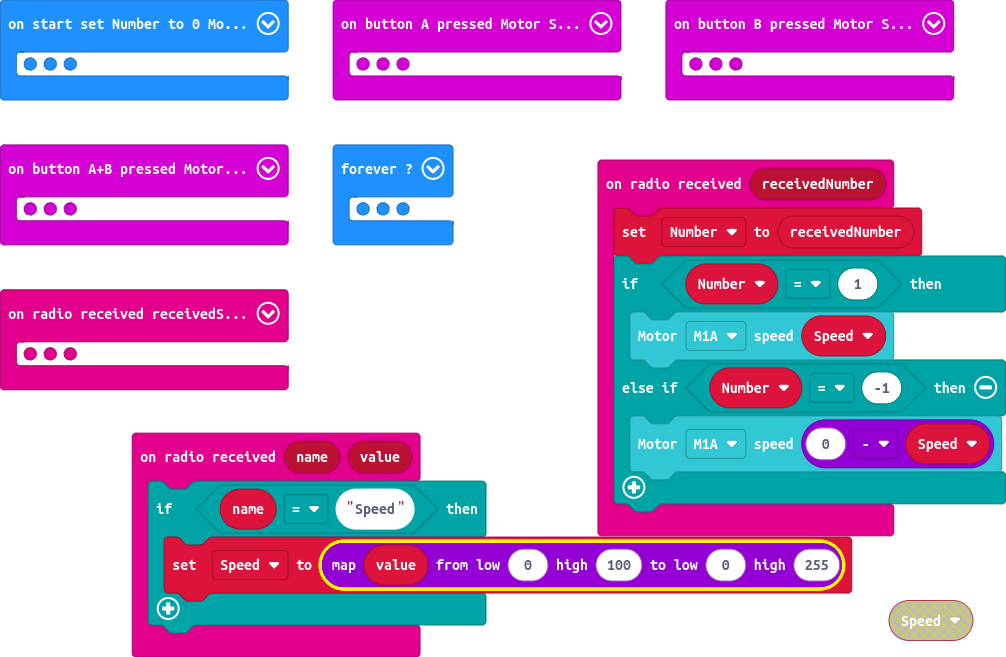 on start set Number to 0 Mo...
on button A pressed Motor S...
on button B pressed Motor S...
on button A+B pressed Motor...
forever ?
on radio received receivedNumber
set Number to receivedNumber
if Number = 1 then
Motor M1A speed Speed
else if Number = -1 then
Motor M1A speed 0 - Speed
on radio received receivedS...
on radio received name value
if name = "Speed" then
set Speed to map value from low 0 high 100 to low 0 high 255
Speed